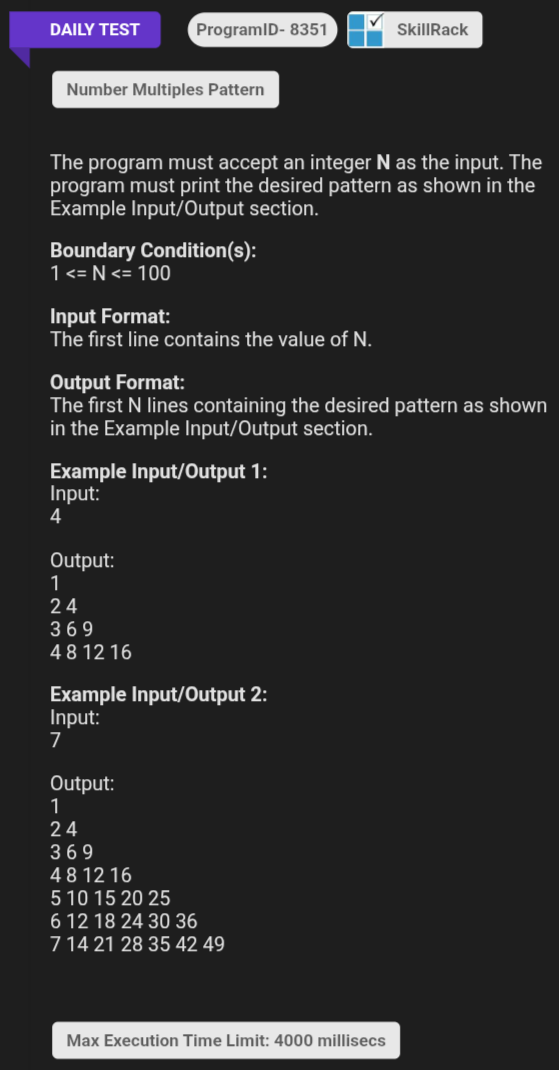 DAILY TEST
ProgramID- 8351
SkillRack
Number Multiples Pattern
The program must accept an integer N as the input. The
program must print the desired pattern as shown in the
Example Input/Output section.
Boundary Condition(s):
1 <= N <= 100
Input Format:
The first line contains the value of N.
Output Format:
The first N lines containing the desired pattern as shown
in the Example Input/Output section.
Example Input/Output 1:
Input:
4
Output:
1
2 4
3 6 9
4 8 12 16
Example Input/Output 2:
Input:
7
Output:
1
2 4
3 6 9
4 8 12 16
5 10 15 20 25
6 12 18 24 30 36
7 14 21 28 35 42 49
Max Execution Time Limit: 4000 millisecs